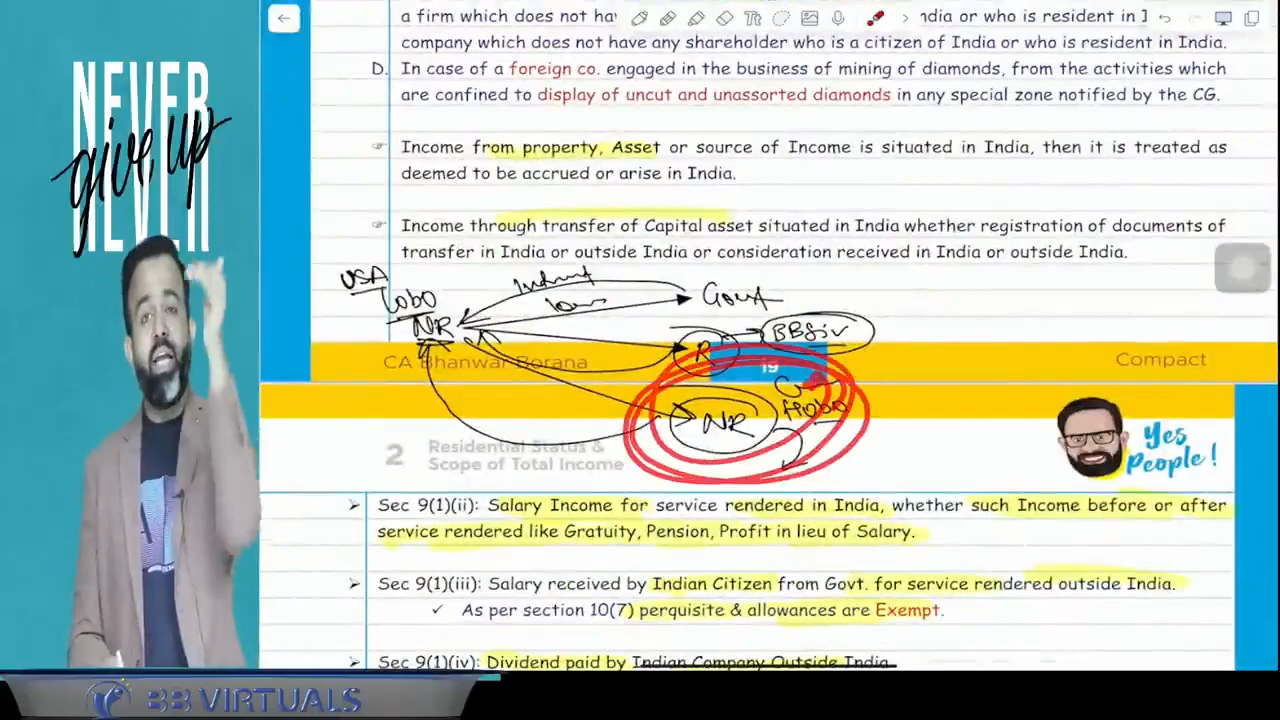 a firm which does not ha
ndia or who is resident in I
company which does not have any shareholder who is a citizen of India or who is resident in India.
D. In case of a foreign co. engaged in the business of mining of diamonds, from the activities which
are confined to display of uncut and unassorted diamonds in any special zone notified by the CG.
☞ Income from property, Asset or source of Income is situated in India, then it is treated as
deemed to be accrued or arise in India.
☞ Income through transfer of Capital asset situated in India whether registration of documents of
transfer in India or outside India or consideration received in India or outside India.
NEVER
give up
NEVER
USA
Lobo
NR
loan
Govt
R
BBSir
CA Bhanwar Borana
19
Compact
NR
2
Residential Status &
Scope of Total Income
Yes
People!
➤ Sec 9(1)(ii): Salary Income for service rendered in India, whether such Income before or after
service rendered like Gratuity, Pension, Profit in lieu of Salary.
➤ Sec 9(1)(iii): Salary received by Indian Citizen from Govt. for service rendered outside India.
✓ As per section 10(7) perquisite & allowances are Exempt.
➤ Sec 9(1)(iv): Dividend paid by Indian Company Outside India
BB VIRTUALS